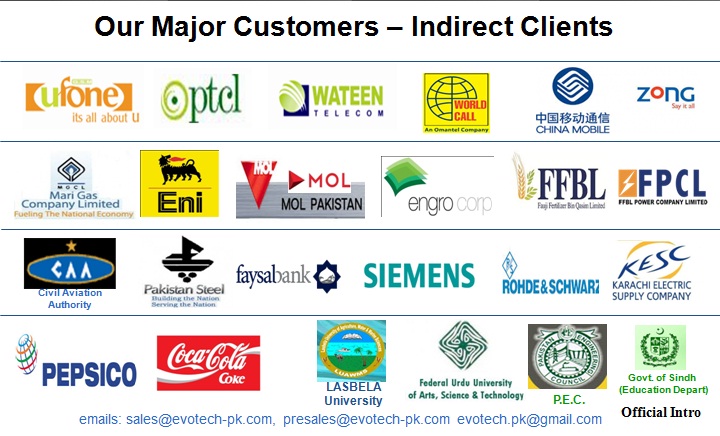 Our Major Customers – Indirect Clients
ufone
its all about U
ptcl
WATEEN
TELECOM
WORLD
CALL
An Omantel Company
中国移动通信
CHINA MOBILE
ZONG
Say it all
MGCL
Mari Gas
Company Limited
Fueling The National Economy
Eni
MOL
MOL
MOL PAKISTAN
engro corp
FFBL
Fauji Fertilizer Bin Qasim Limited
FPCL
FFBL POWER COMPANY LIMITED
CAA
Civil Aviation
Authority
Pakistan Steel
Building the Nation
Serving the Nation
faysalbank
SIEMENS
ROHDE&SCHWARZ
KESC
KARACHI ELECTRIC
SUPPLY COMPANY
PEPSICO
Coca-Cola
Coke
LUAWMS
LASBELA
University
Federal Urdu University
of Arts, Science & Technology
PAKISTAN ENGINEERING
COUNCIL
P.E.C.
Govt. of Sindh
(Education Depart)
emails: sales@evotech-pk.com, presales@evotech-pk.com evotech.pk@gmail.com
Official Intro